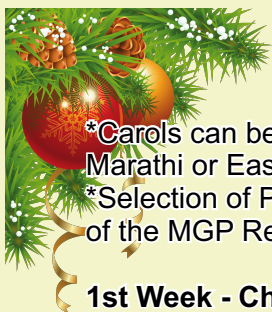 *Carols can be
Marathi or Eas
*Selection of P
of the MGP Re
1st Week - Ch